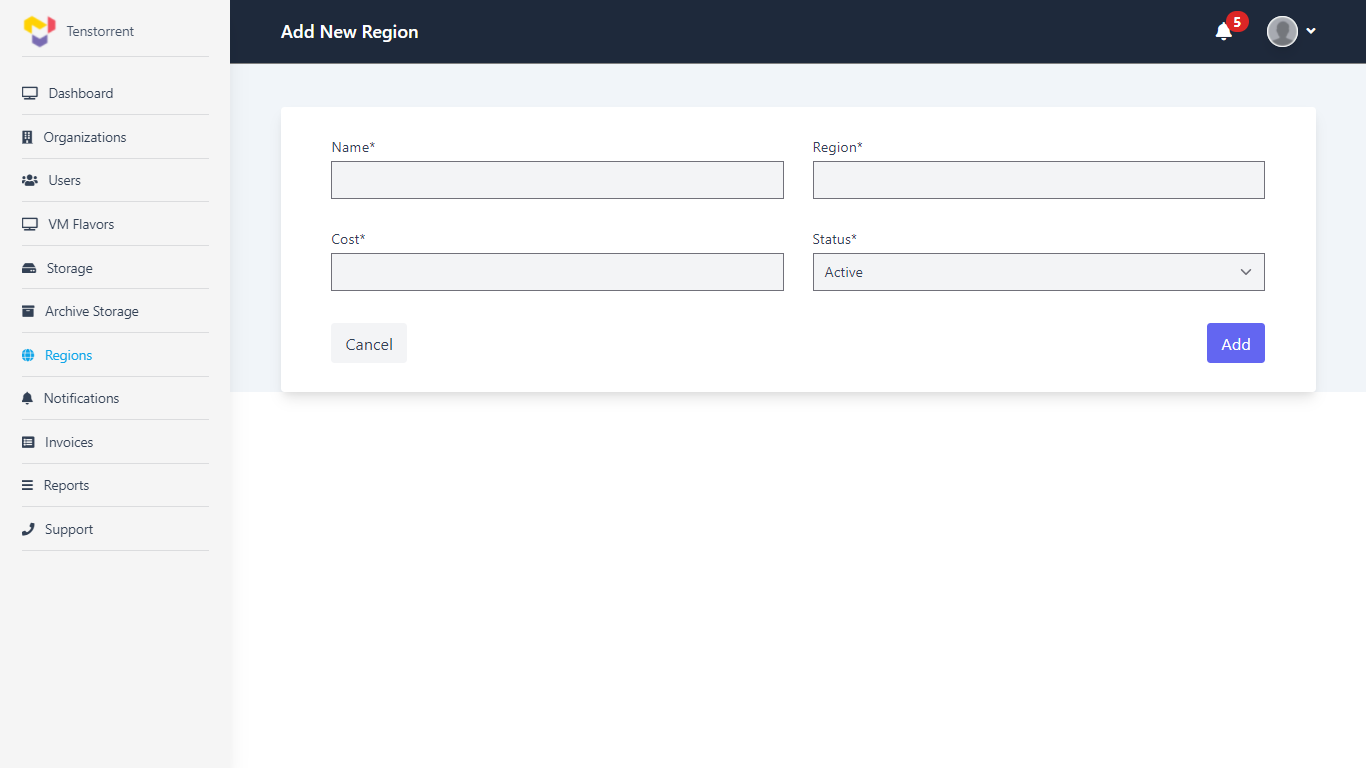 Tenstorrent
Dashboard
Organizations
Users
VM Flavors
Storage
Archive Storage
Regions
Notifications
Invoices
Reports
Support
Add New Region
5
Name*
Region*
Cost*
Status*
Active
Cancel
Add